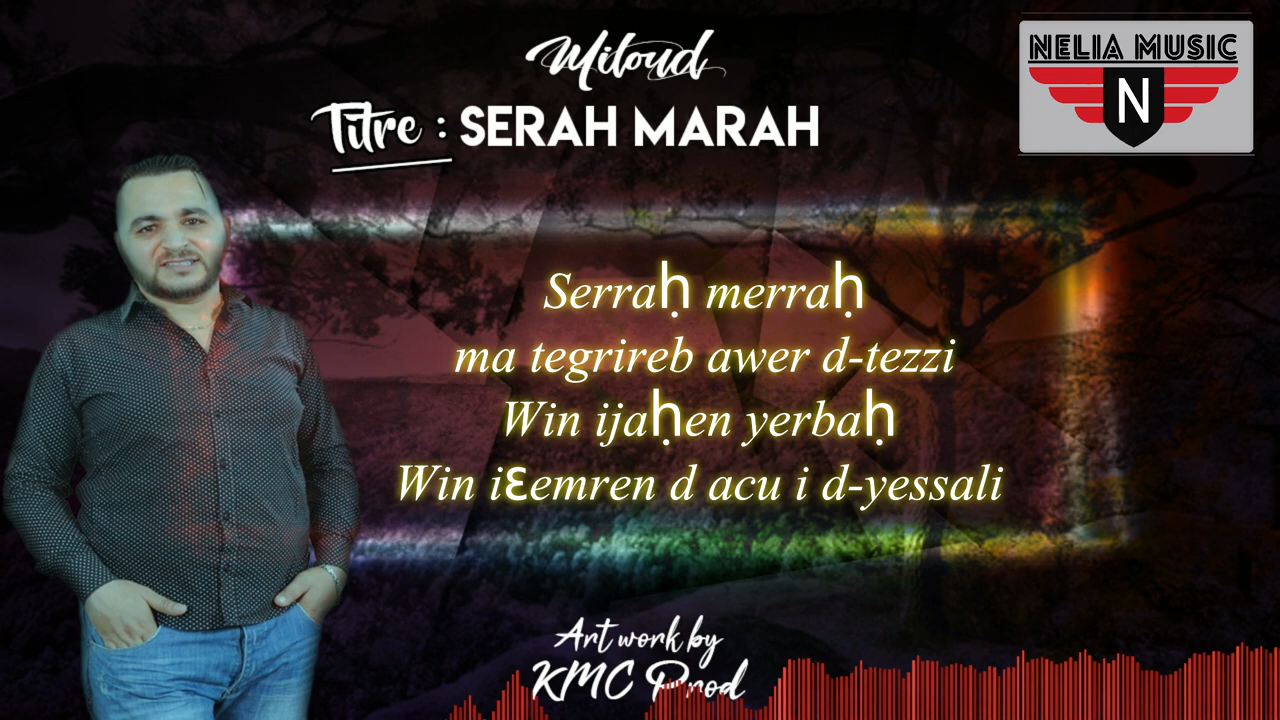 Miloud
Titre : SERAH MARAH
NELIA MUSIC
N
Serraḥ merraḥ
ma tegrireb awer d-tezzi
Win ijaḥen yerbaḥ
Win iɛemren d acu i d-yessali
Art work by
KMC Prod